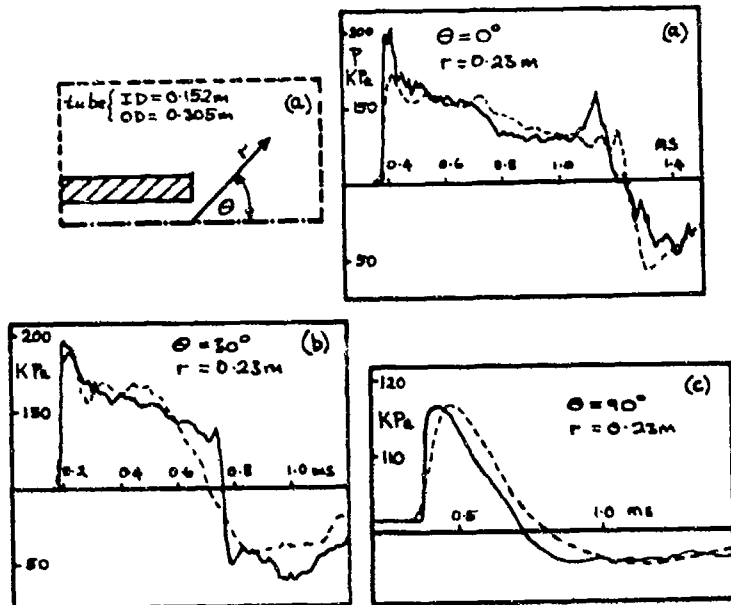 tube { ID=0.152m
OD=0.305m
(a)
r
θ
200
P
KPa
θ=0°
r=0.23m
(a)
150
MS
0.4 0.6 0.8 1.0 1.4
50
200
KPa
θ=30°
r=0.23m
(b)
150
0.2 0.4 0.6 0.8 1.0 ms
50
120
KPa
θ=90°
r=0.23m
(c)
110
0.5 1.0 ms